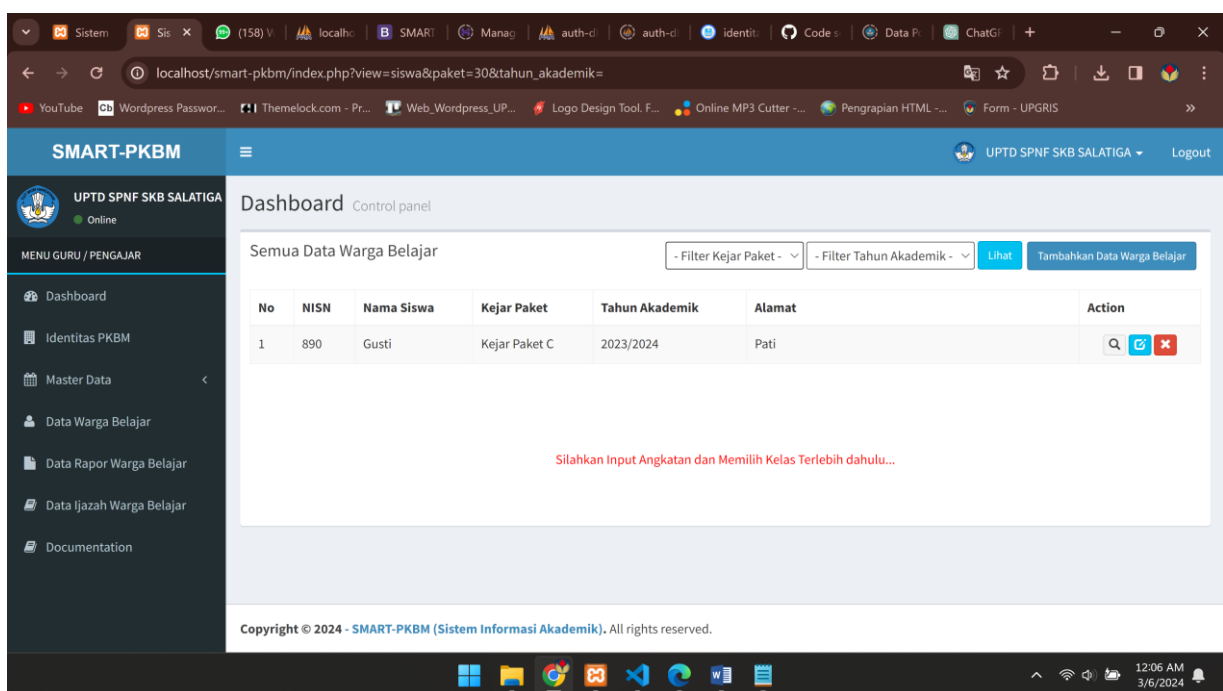 Sistem
Sis
(158) W
localho
SMART
Manag
auth-d
auth-d
identit
Code s
Data P
ChatGP
localhost/smart-pkbm/index.php?view=siswa&paket=30&tahun_akademik=
YouTube
Cb Wordpress Passwor...
Themelock.com - Pr...
Web_Wordpress_UP...
Logo Design Tool. F...
Online MP3 Cutter -...
Pengrapian HTML -...
Form - UPGRIS
SMART-PKBM
UPTD SPNF SKB SALATIGA
Logout
UPTD SPNF SKB SALATIGA
Online
Dashboard Control panel
MENU GURU / PENGAJAR
Dashboard
Identitas PKBM
Master Data
Data Warga Belajar
Data Rapor Warga Belajar
Data Ijazah Warga Belajar
Documentation
Semua Data Warga Belajar
- Filter Kejar Paket -
- Filter Tahun Akademik -
Lihat
Tambahkan Data Warga Belajar
No NISN Nama Siswa Kejar Paket Tahun Akademik Alamat Action
1 890 Gusti Kejar Paket C 2023/2024 Pati
Silahkan Input Angkatan dan Memilih Kelas Terlebih dahulu...
Copyright © 2024 - SMART-PKBM (Sistem Informasi Akademik). All rights reserved.
12:06 AM
3/6/2024